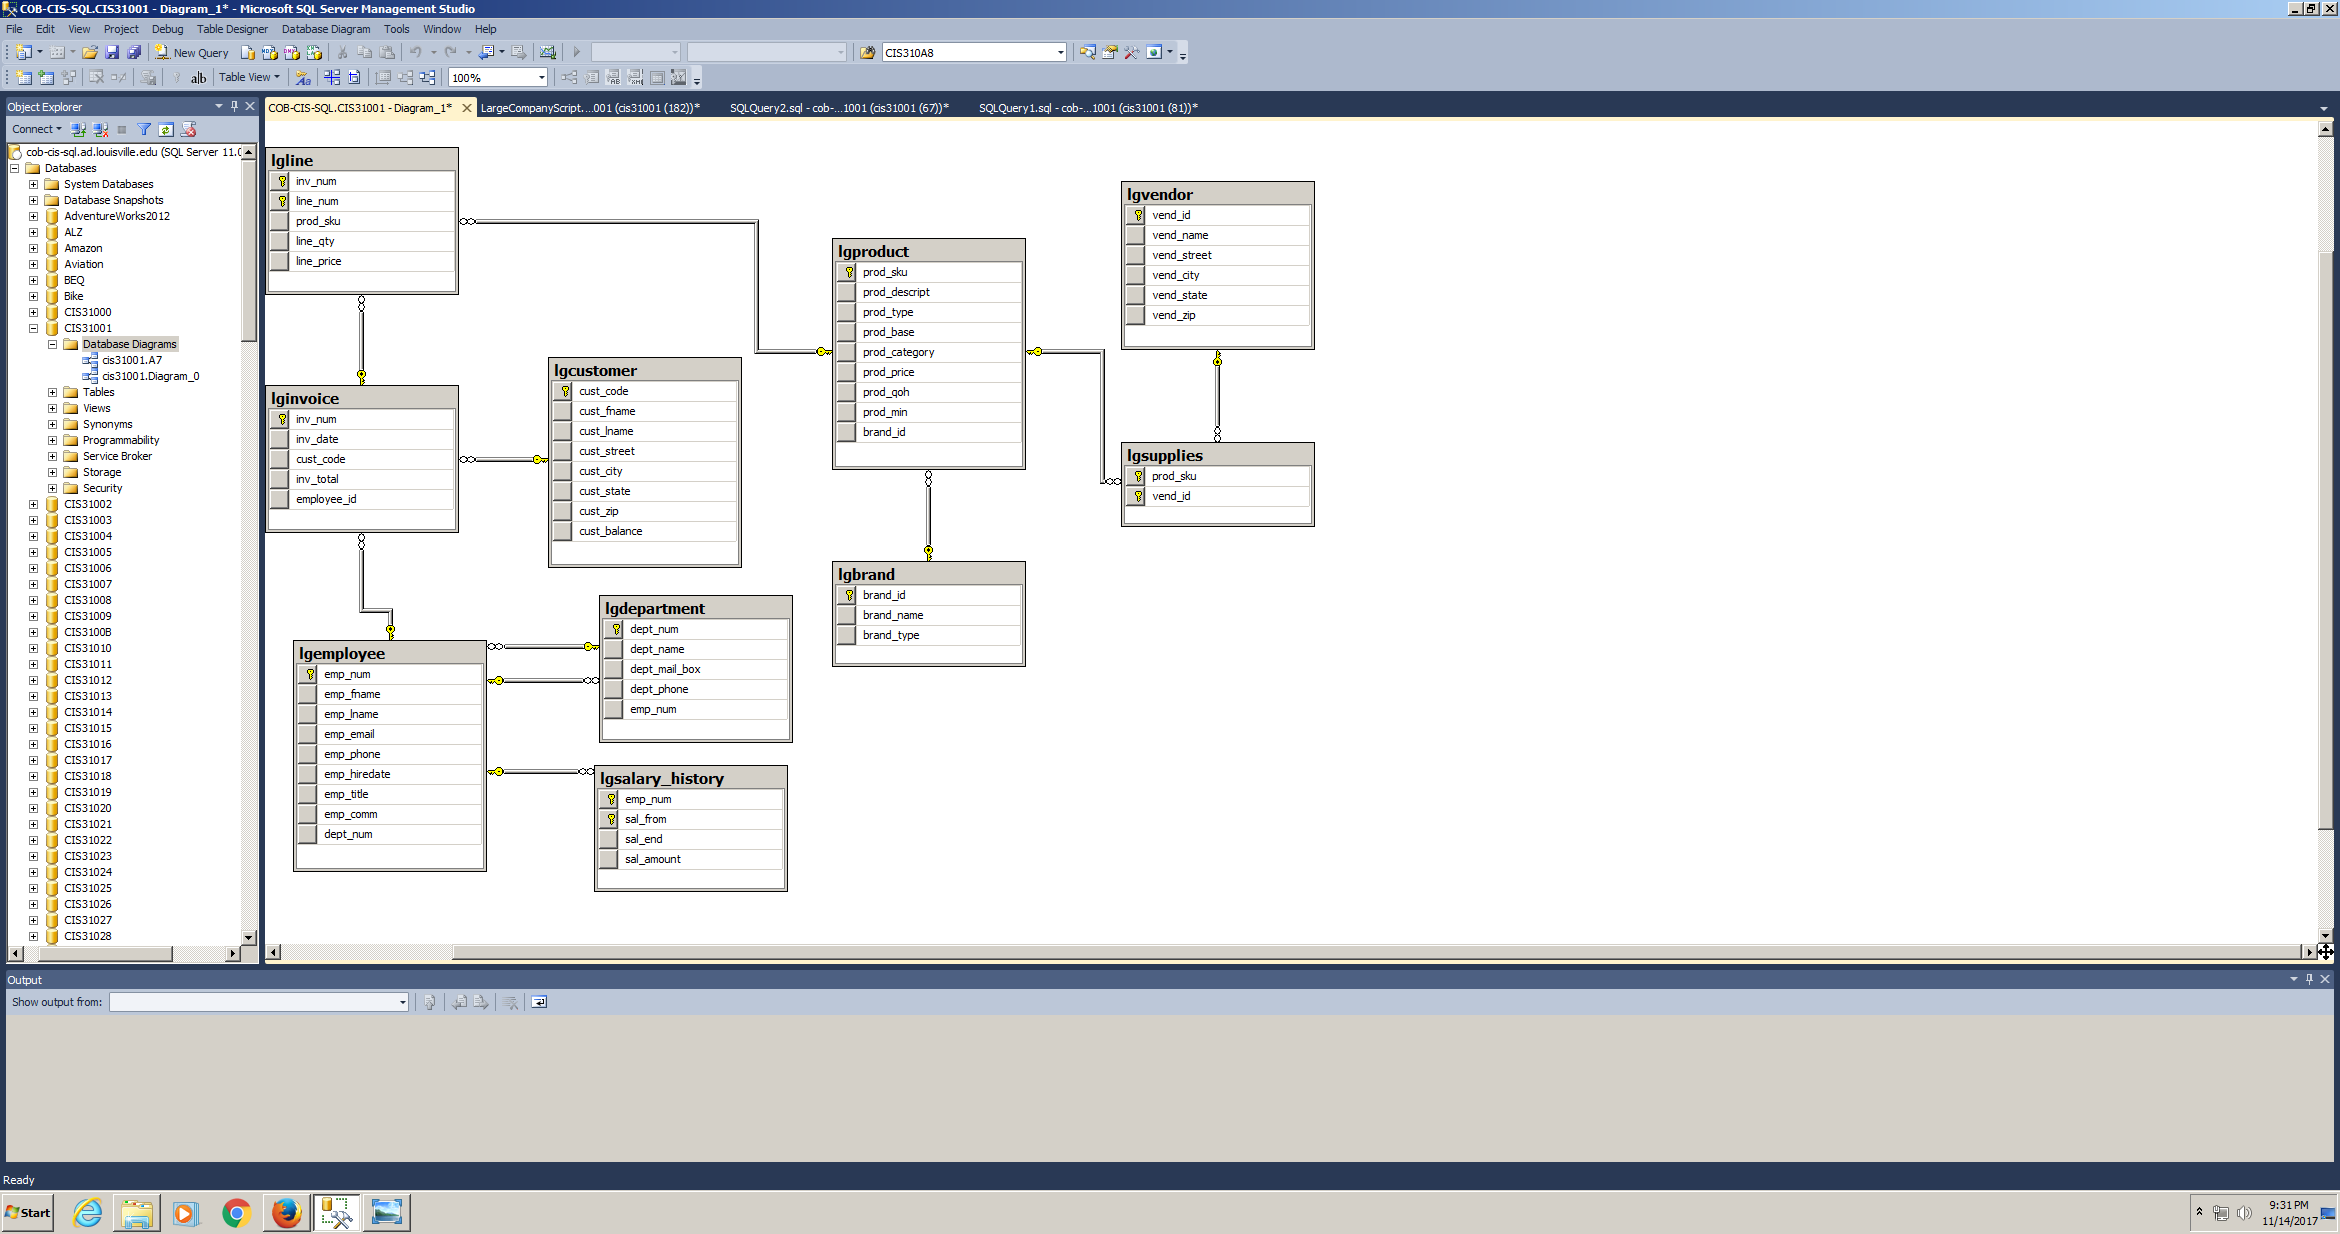 COB-CIS-SQL.CIS31001 - Diagram_1* - Microsoft SQL Server Management Studio
File Edit View Project Debug Table Designer Database Diagram Tools Window Help
New Query
CIS310A8
Table View
100%
Object Explorer
COB-CIS-SQL.CIS31001 - Diagram_1*
LargeCompanyScript....001 (cis31001 (182))*
SQLQuery2.sql - cob-...1001 (cis31001 (67))*
SQLQuery1.sql - cob-...1001 (cis31001 (81))*
Connect
cob-cis-sql.ad.louisville.edu (SQL Server 11.0
Databases
System Databases
Database Snapshots
AdventureWorks2012
ALZ
Amazon
Aviation
BEQ
Bike
CIS31000
CIS31001
Database Diagrams
cis31001.A7
cis31001.Diagram_0
Tables
Views
Synonyms
Programmability
Service Broker
Storage
Security
CIS31002
CIS31003
CIS31004
CIS31005
CIS31006
CIS31007
CIS31008
CIS31009
CIS3100B
CIS31010
CIS31011
CIS31012
CIS31013
CIS31014
CIS31015
CIS31016
CIS31017
CIS31018
CIS31019
CIS31020
CIS31021
CIS31022
CIS31023
CIS31024
CIS31025
CIS31026
CIS31027
CIS31028
lgline
inv_num
line_num
prod_sku
line_qty
line_price
lginvoice
inv_num
inv_date
cust_code
inv_total
employee_id
lgcustomer
cust_code
cust_fname
cust_lname
cust_street
cust_city
cust_state
cust_zip
cust_balance
lgemployee
emp_num
emp_fname
emp_lname
emp_email
emp_phone
emp_hiredate
emp_title
emp_comm
dept_num
lgdepartment
dept_num
dept_name
dept_mail_box
dept_phone
emp_num
lgsalary_history
emp_num
sal_from
sal_end
sal_amount
lgproduct
prod_sku
prod_descript
prod_type
prod_base
prod_category
prod_price
prod_qoh
prod_min
brand_id
lgbrand
brand_id
brand_name
brand_type
lgvendor
vend_id
vend_name
vend_street
vend_city
vend_state
vend_zip
lgsupplies
prod_sku
vend_id
Output
Show output from:
Ready
Start
9:31 PM
11/14/2017